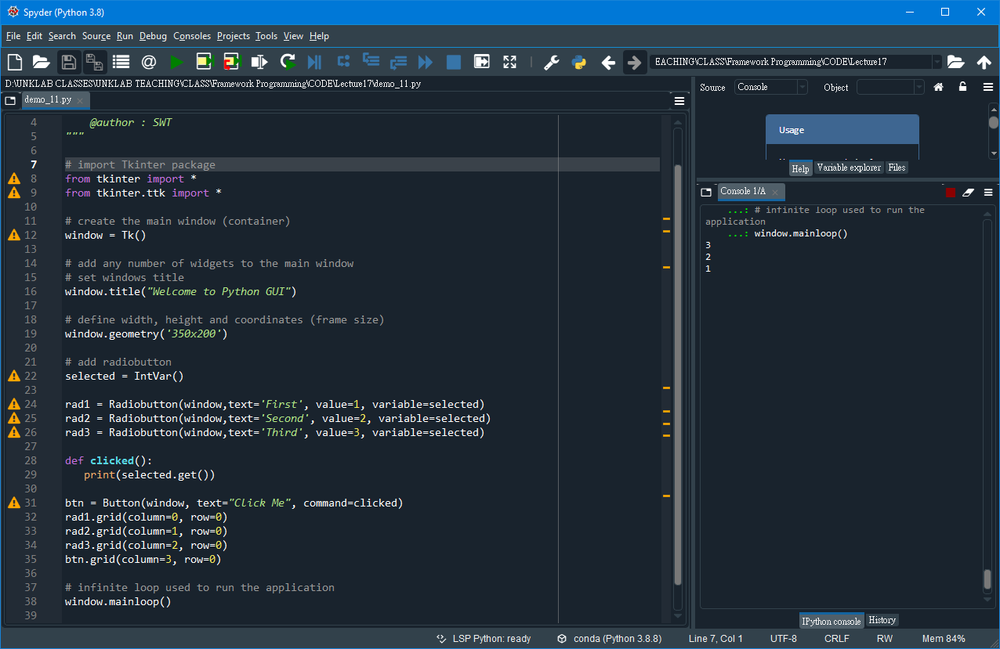 Spyder (Python 3.8)
File Edit Search Source Run Debug Consoles Projects Tools View Help
EACHING\CLASS\Framework Programming\CODE\Lecture17
D:\UNKLAB CLASSES\UNKLAB TEACHING\CLASS\Framework Programming\CODE\Lecture17\demo_11.py
demo_11.py
4 @author : SWT
5 """
6
7 # import Tkinter package
8 from tkinter import *
9 from tkinter.ttk import *
10
11 # create the main window (container)
12 window = Tk()
13
14 # add any number of widgets to the main window
15 # set windows title
16 window.title("Welcome to Python GUI")
17
18 # define width, height and coordinates (frame size)
19 window.geometry('350x200')
20
21 # add radiobutton
22 selected = IntVar()
23
24 rad1 = Radiobutton(window,text='First', value=1, variable=selected)
25 rad2 = Radiobutton(window,text='Second', value=2, variable=selected)
26 rad3 = Radiobutton(window,text='Third', value=3, variable=selected)
27
28 def clicked():
29 print(selected.get())
30
31 btn = Button(window, text="Click Me", command=clicked)
32 rad1.grid(column=0, row=0)
33 rad2.grid(column=1, row=0)
34 rad3.grid(column=2, row=0)
35 btn.grid(column=3, row=0)
36
37 # infinite loop used to run the application
38 window.mainloop()
39
Source Console Object
Usage
Help Variable explorer Files
Console 1/A
...: # infinite loop used to run the
application
...: window.mainloop()
3
2
1
IPython console History
LSP Python: ready conda (Python 3.8.8) Line 7, Col 1 UTF-8 CRLF RW Mem 84%